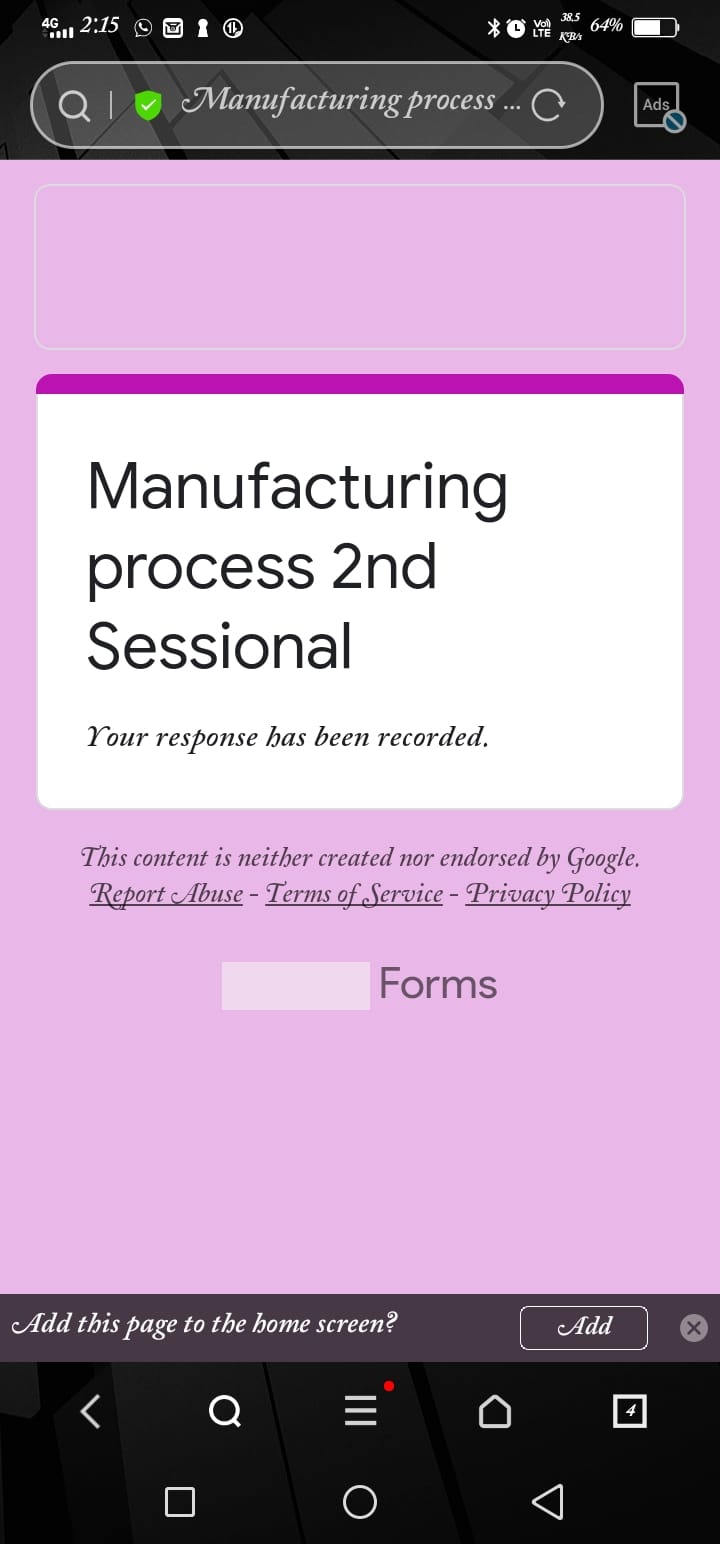 4G 2:15 VoI) LTE 38.5 KB/s 64%
Manufacturing process ... Ads
Manufacturing
process 2nd
Sessional
Your response has been recorded.
This content is neither created nor endorsed by Google.
Report Abuse - Terms of Service - Privacy Policy
Forms
Add this page to the home screen? Add
4